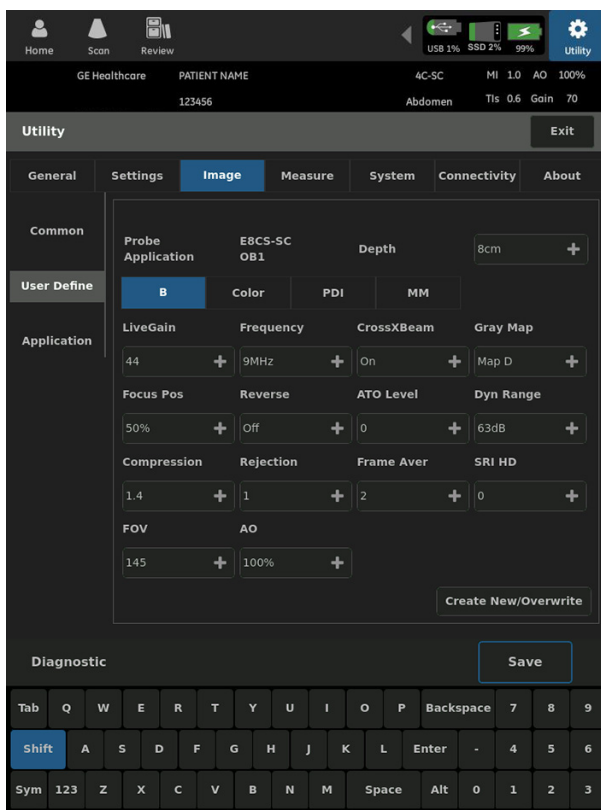 Home Scan Review USB 1% SSD 2% 99% Utility
GE Healthcare PATIENT NAME 4C-SC MI 1.0 AO 100%
123456 Abdomen TIs 0.6 Gain 70
Utility Exit
General Settings Image Measure System Connectivity About
Common
User Define
Application
Probe E8CS-SC Depth 8cm +
Application OB1
B Color PDI MM
LiveGain Frequency CrossXBeam Gray Map
44 + 9MHz + On + Map D +
Focus Pos Reverse ATO Level Dyn Range
50% + Off + 0 + 63dB +
Compression Rejection Frame Aver SRI HD
1.4 + 1 + 2 + 0 +
FOV AO
145 + 100% +
Create New/Overwrite
Diagnostic Save
Tab Q W E R T Y U I O P Backspace 7 8 9
Shift A S D F G H J K L Enter - 4 5 6
Sym 123 Z X C V B N M Space Alt 0 1 2 3